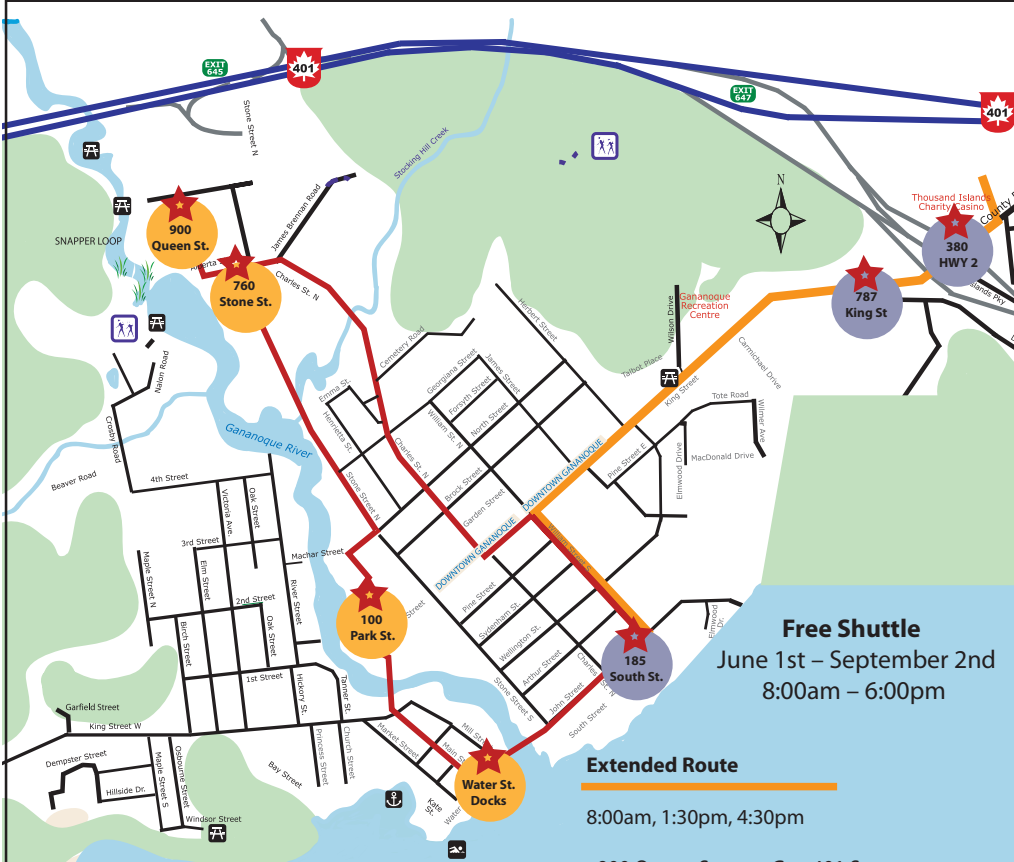 EXIT
645
401
EXIT
647
401
Stone Street N
Stocking Hill Creek
N
Thousand Islands
Charity Casino
County
380
HWY 2
James Brennan Road
900
Queen St.
SNAPPER LOOP
760
Stone St.
Charles St. N
787
King St
Islands Pky
Gananoque
Recreation
Centre
Wilson Drive
Herbert Street
Talbot Place
Carmichael Drive
King Street
Cemetery Road
Nalon Road
Georgiana Street
James Street
Forsyth Street
Emma St.
William St. N
North Street
Henrietta St.
Tote Road
Wilmer Ave
Crosby Road
Gananoque River
Charles St. N
Pine Street E
Elmwood Drive
MacDonald Drive
DOWNTOWN GANANOQUE
Beaver Road
4th Street
Stone Street N
Brock Street
Garden Street
Victoria Ave.
Oak Street
DOWNTOWN GANANOQUE
William Street S
3rd Street
Machar Street
Maple Street N
Elm Street
River Street
2nd Street
Street
Pine Street
Sydenham St.
100
Park St.
Birch Street
Oak Street
Wellington St.
Elmwood
Dr.
Free Shuttle
June 1st – September 2nd
8:00am – 6:00pm
185
South St.
Arthur Street
Charles St. N
1st Street
Hickory St.
Tanner St.
Stone Street S
John Street
South Street
Garfield Street
King Street W
Princess Street
Church Street
Market Street
Mill Str
Main S
Dempster Street
Maple Street S
Osbourne Street
Bay Street
Hillside Dr.
Windsor Street
Water St.
Docks
Kate
St.
Water
Extended Route
8:00am, 1:30pm, 4:30pm